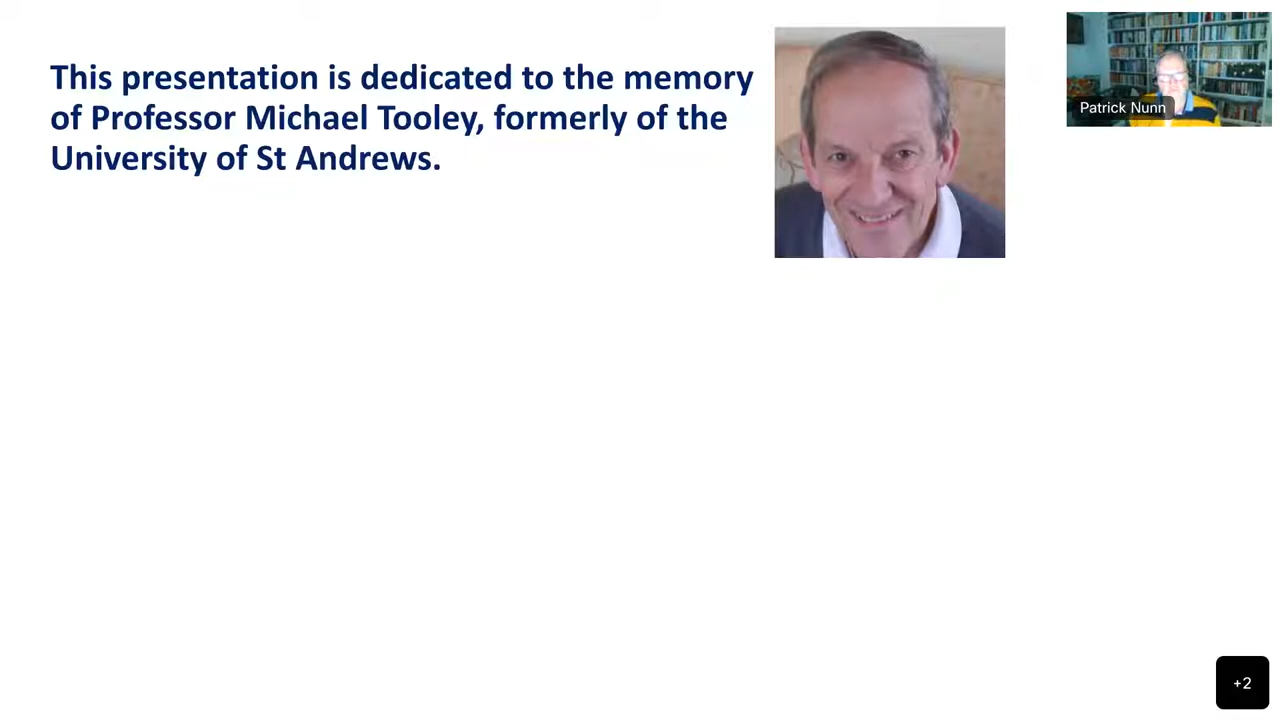 This presentation is dedicated to the memory
of Professor Michael Tooley, formerly of the
University of St Andrews.
Patrick Nunn
+2